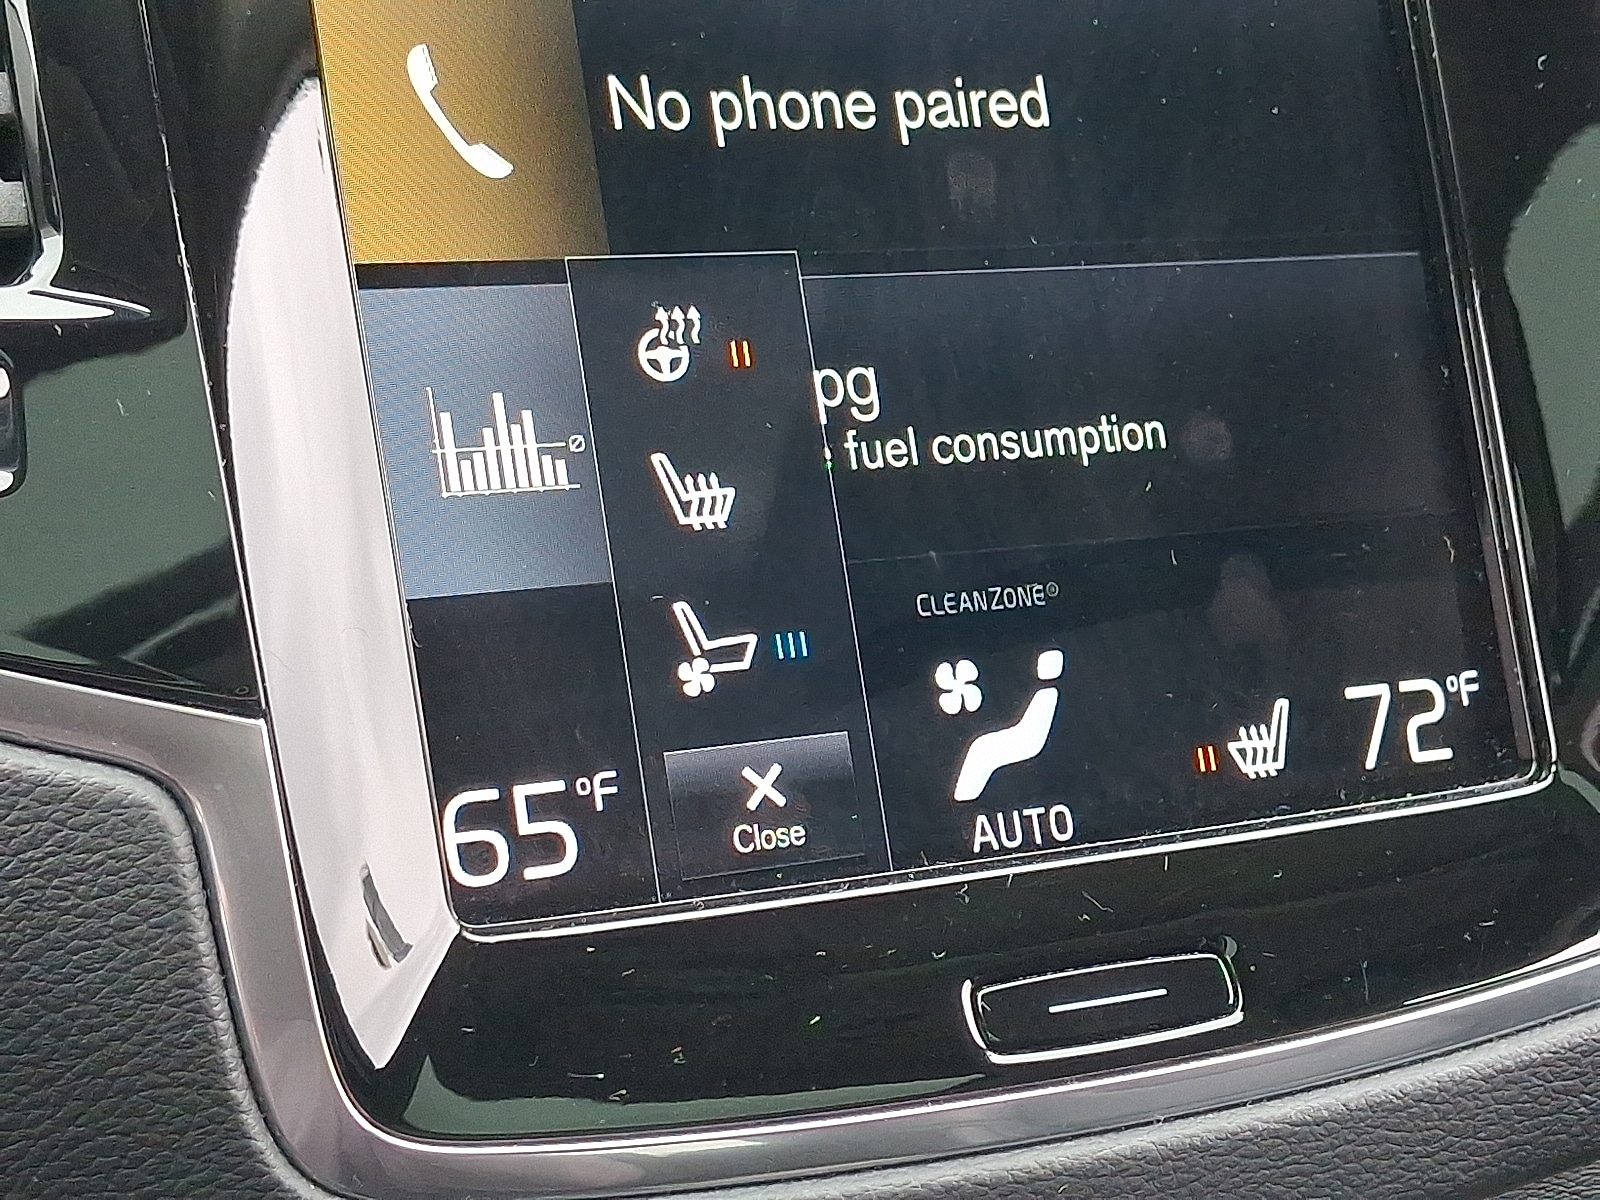 No phone paired
pg
fuel consumption
CLEANZONE®
65°F
Close
AUTO
72°F